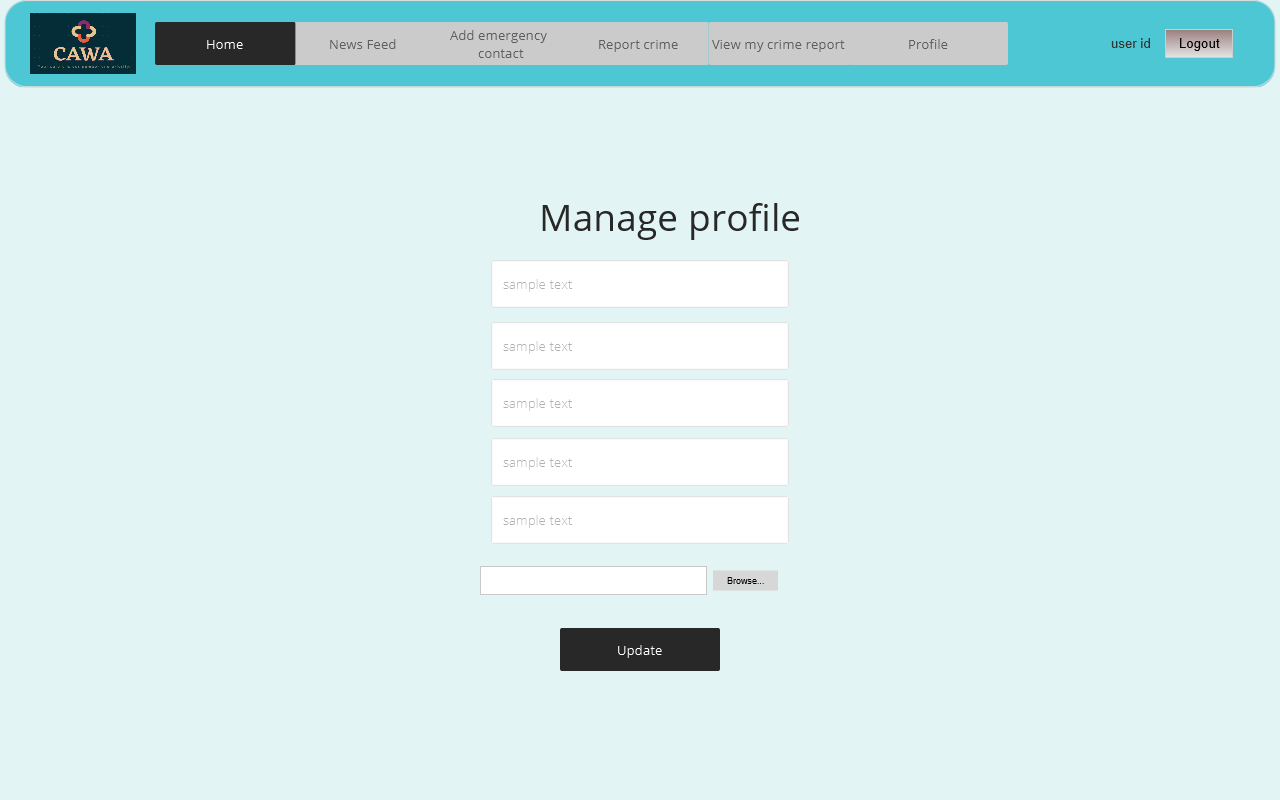 CAWA
Home
News Feed
Add emergency
contact
Report crime
View my crime report
Profile
user id
Logout
Manage profile
sample text
sample text
sample text
sample text
sample text
Browse...
Update